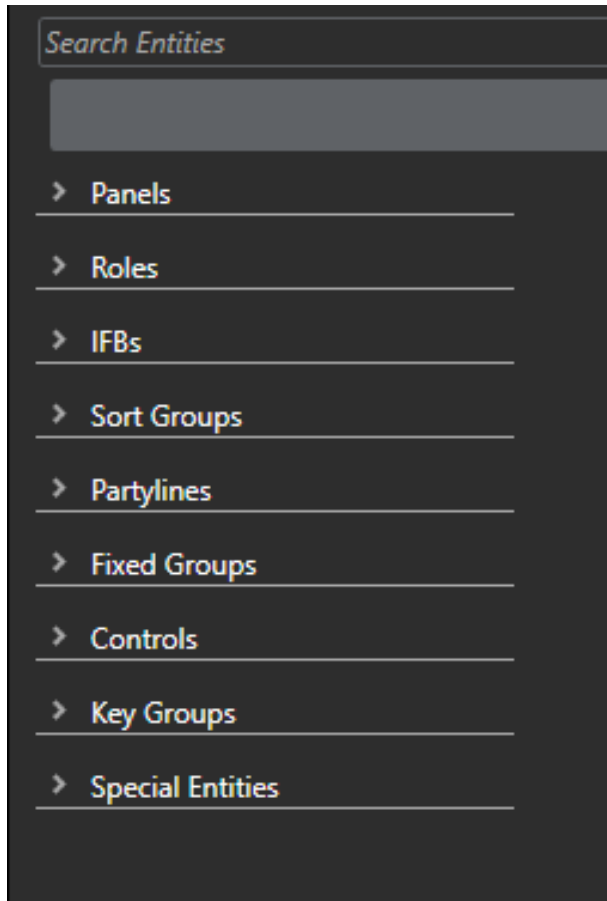 Search Entities
Panels
Roles
IFBs
Sort Groups
Partylines
Fixed Groups
Controls
Key Groups
Special Entities